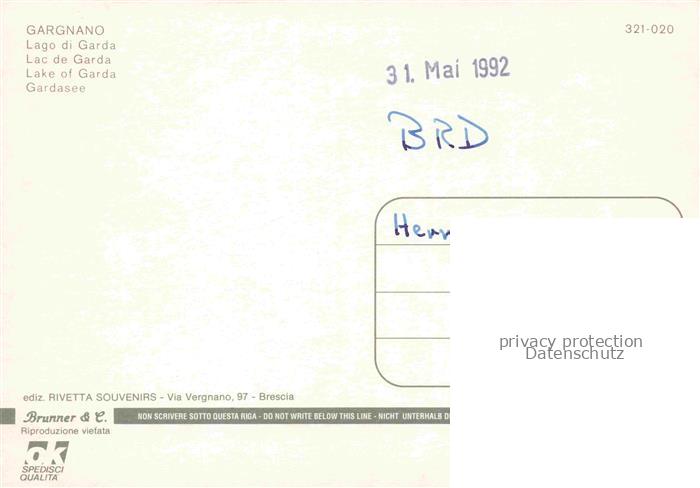 GARGNANO
Lago di Garda
Lac de Garda
Lake of Garda
Gardasee
321-020
31. Mai 1992
BRD
Herr
privacy protection
Datenschutz
ediz. RIVETTA SOUVENIRS - Via Vergnano, 97 - Brescia
Brunner & C.
NON SCRIVERE SOTTO QUESTA RIGA - DO NOT WRITE BELOW THIS LINE - NICHT UNTERHALB
Riproduzione vietata
ok
SPEDISCI
QUALITÀ